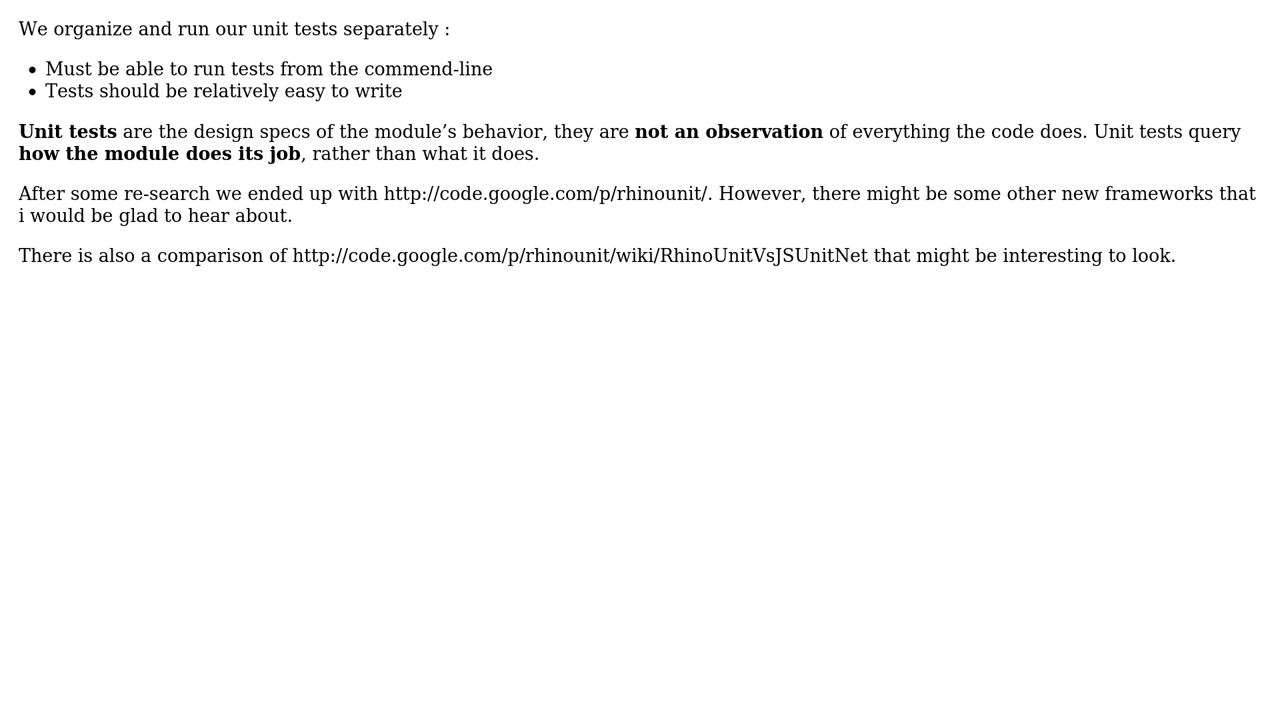 We organize and run our unit tests separately :
• Must be able to run tests from the commend-line
• Tests should be relatively easy to write
Unit tests are the design specs of the module’s behavior, they are not an observation of everything the code does. Unit tests query
how the module does its job, rather than what it does.
After some re-search we ended up with http://code.google.com/p/rhinounit/. However, there might be some other new frameworks that
i would be glad to hear about.
There is also a comparison of http://code.google.com/p/rhinounit/wiki/RhinoUnitVsJSUnitNet that might be interesting to look.